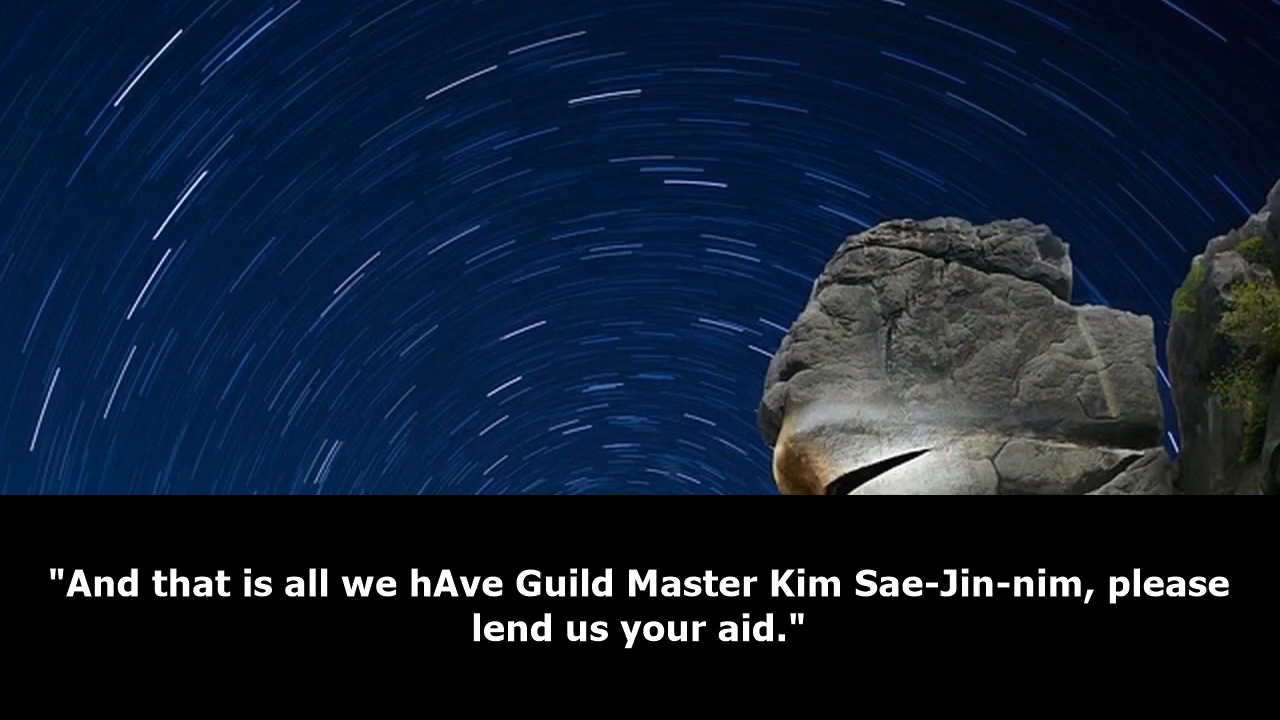 "And that is all we hAve Guild Master Kim Sae-Jin-nim, please
lend us your aid."